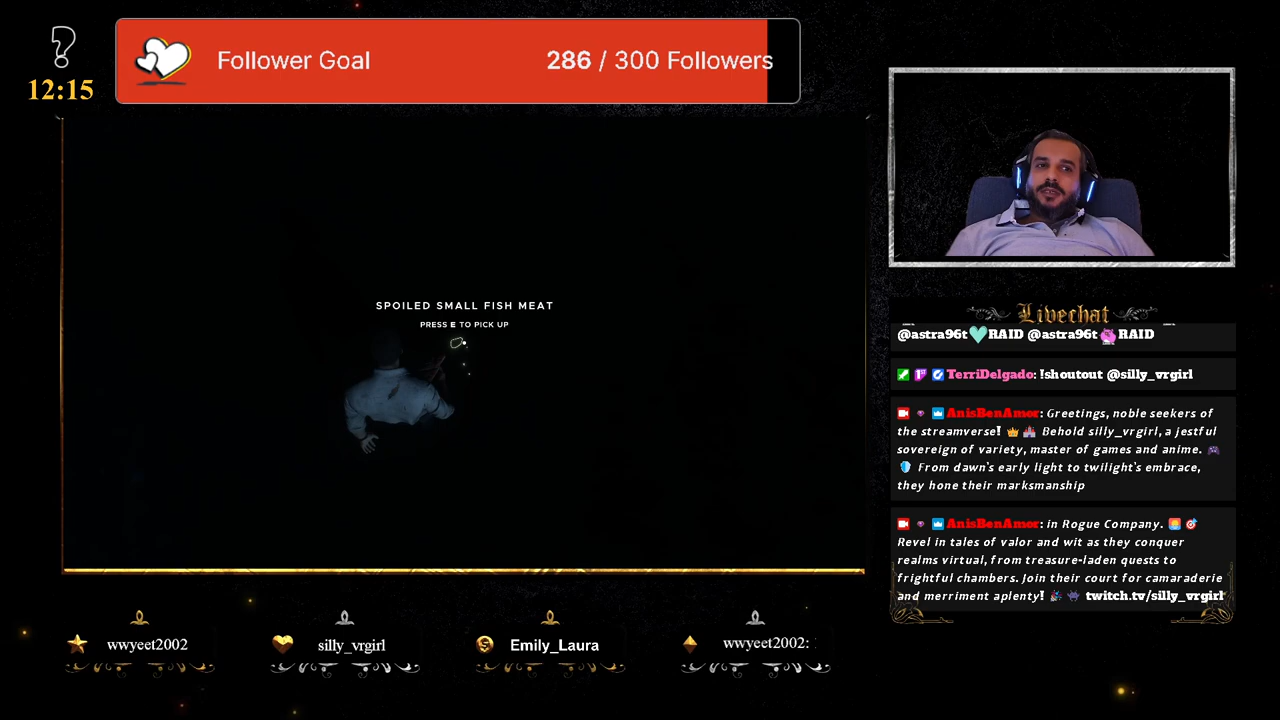 12:15
Follower Goal
286 / 300 Followers
SPOILED SMALL FISH MEAT
PRESS E TO PICK UP
Livechat
@astra96t RAID @astra96t RAID
TerriDelgado: !shoutout @silly_vrgirl
AnisBenAmor: Greetings, noble seekers of
the streamverse! 👑 🏰 Behold silly_vrgirl, a jestful
sovereign of variety, master of games and anime. 🎮
🛡️ From dawn's early light to twilight's embrace,
they hone their marksmanship
AnisBenAmor: in Rogue Company. 🌅 🎯
Revel in tales of valor and wit as they conquer
realms virtual, from treasure-laden quests to
frightful chambers. Join their court for camaraderie
and merriment aplenty! 🎉 👾 twitch.tv/silly_vrgirl
wwyeet2002
silly_vrgirl
Emily_Laura
wwyeet2002: